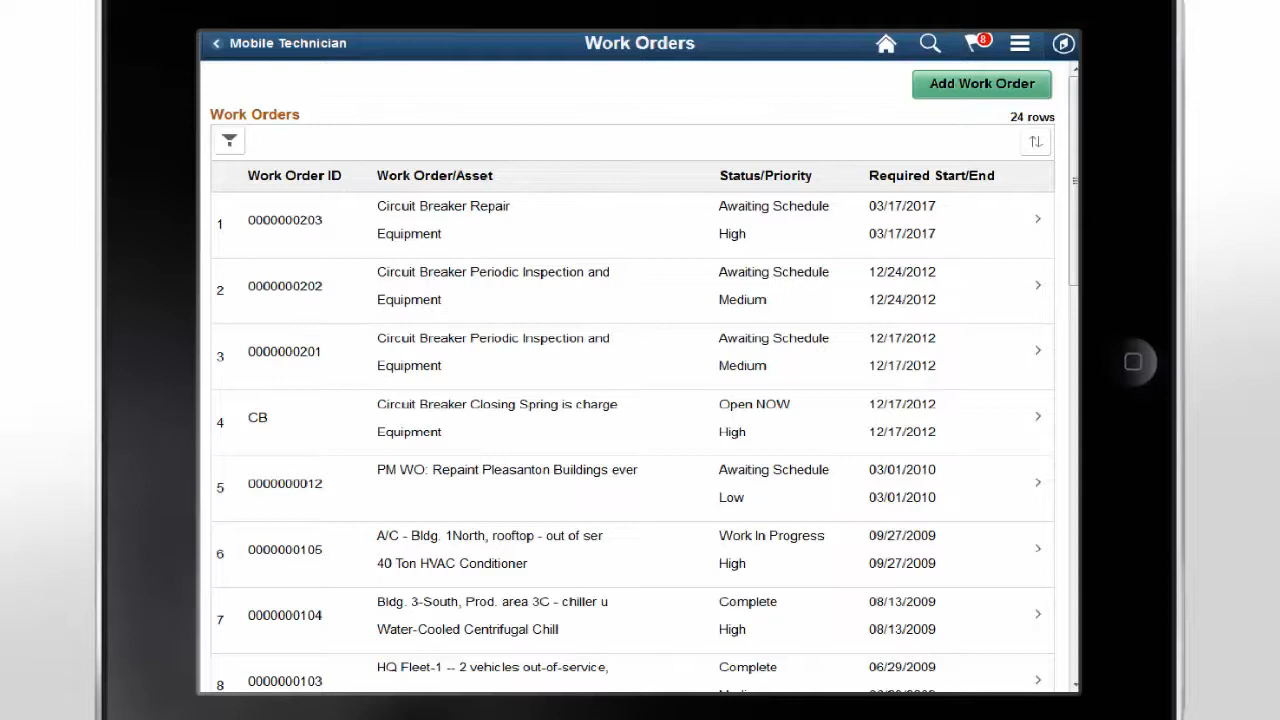 Mobile Technician
Work Orders
8
Add Work Order
Work Orders
24 rows
Work Order ID Work Order/Asset Status/Priority Required Start/End
1 0000000203 Circuit Breaker Repair Awaiting Schedule 03/17/2017
Equipment High 03/17/2017
2 0000000202 Circuit Breaker Periodic Inspection and Awaiting Schedule 12/24/2012
Equipment Medium 12/24/2012
3 0000000201 Circuit Breaker Periodic Inspection and Awaiting Schedule 12/17/2012
Equipment Medium 12/17/2012
4 CB Circuit Breaker Closing Spring is charge Open NOW 12/17/2012
Equipment High 12/17/2012
5 0000000012 PM WO: Repaint Pleasanton Buildings ever Awaiting Schedule 03/01/2010
Low 03/01/2010
6 0000000105 A/C - Bldg. 1North, rooftop - out of ser Work In Progress 09/27/2009
40 Ton HVAC Conditioner High 09/27/2009
7 0000000104 Bldg. 3-South, Prod. area 3C - chiller u Complete 08/13/2009
Water-Cooled Centrifugal Chill High 08/13/2009
8 0000000103 HQ Fleet-1 -- 2 vehicles out-of-service, Complete 06/29/2009